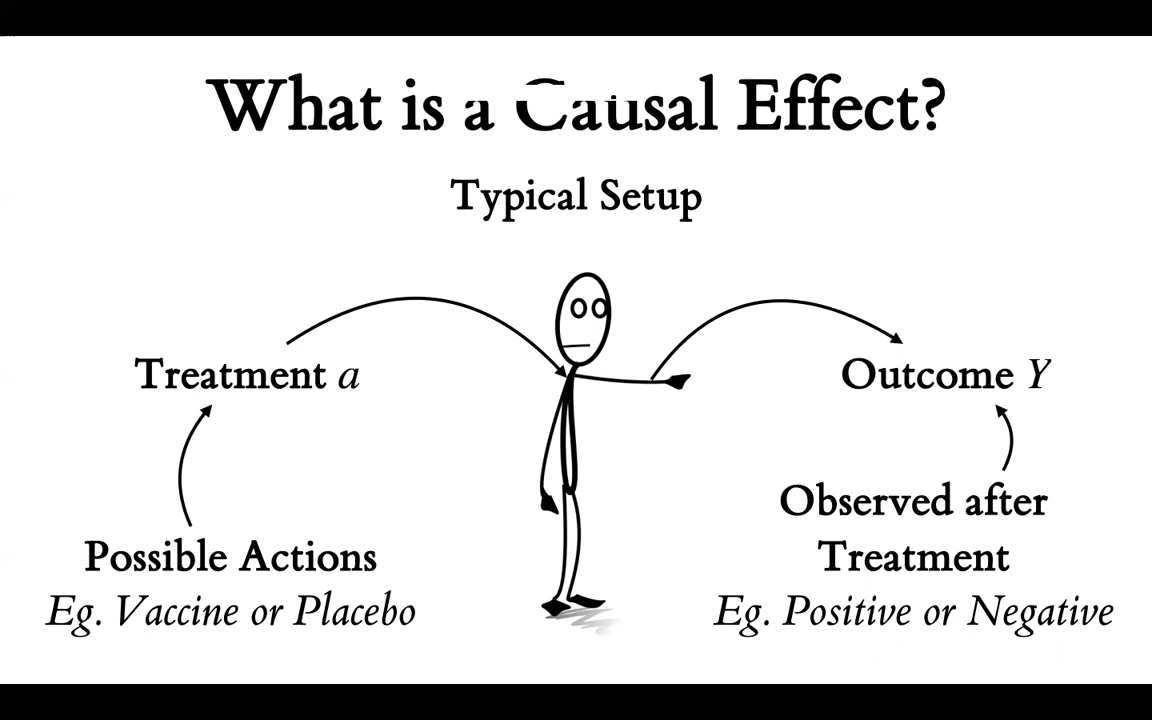 What is a Causal Effect?
Typical Setup
Treatment a
Outcome Y
Possible Actions
Eg. Vaccine or Placebo
Observed after
Treatment
Eg. Positive or Negative